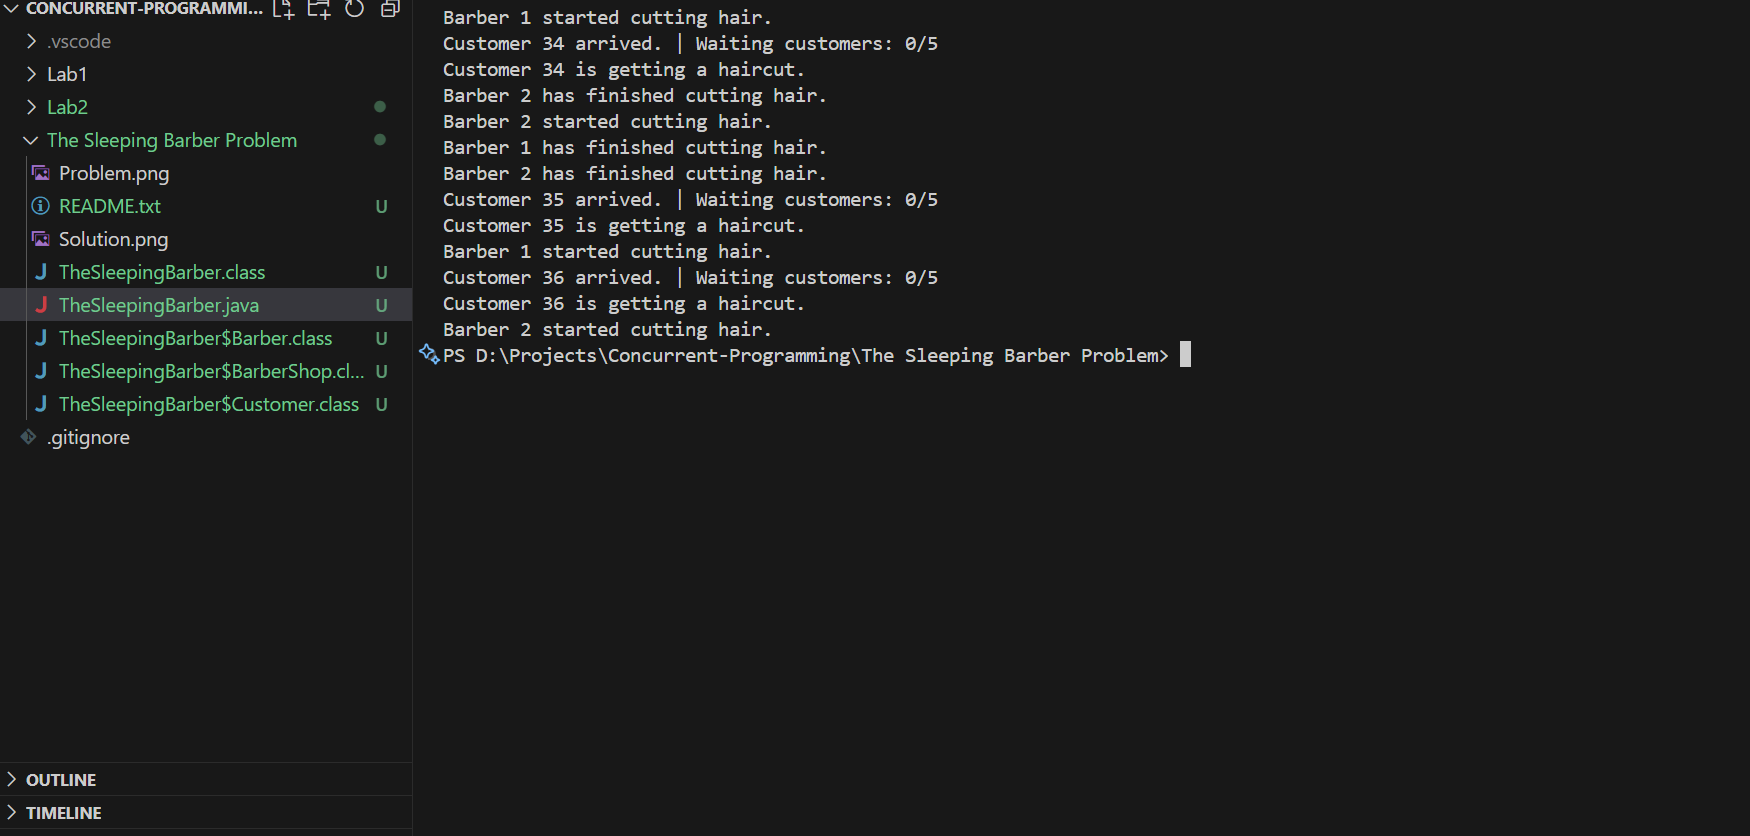 CONCURRENT-PROGRAMMI...
.vscode
Lab1
Lab2
The Sleeping Barber Problem
Problem.png
README.txt U
Solution.png
TheSleepingBarber.class U
TheSleepingBarber.java U
TheSleepingBarber$Barber.class U
TheSleepingBarber$BarberShop.cl... U
TheSleepingBarber$Customer.class U
.gitignore
OUTLINE
TIMELINE
Barber 1 started cutting hair.
Customer 34 arrived. | Waiting customers: 0/5
Customer 34 is getting a haircut.
Barber 2 has finished cutting hair.
Barber 2 started cutting hair.
Barber 1 has finished cutting hair.
Barber 2 has finished cutting hair.
Customer 35 arrived. | Waiting customers: 0/5
Customer 35 is getting a haircut.
Barber 1 started cutting hair.
Customer 36 arrived. | Waiting customers: 0/5
Customer 36 is getting a haircut.
Barber 2 started cutting hair.
PS D:\Projects\Concurrent-Programming\The Sleeping Barber Problem>